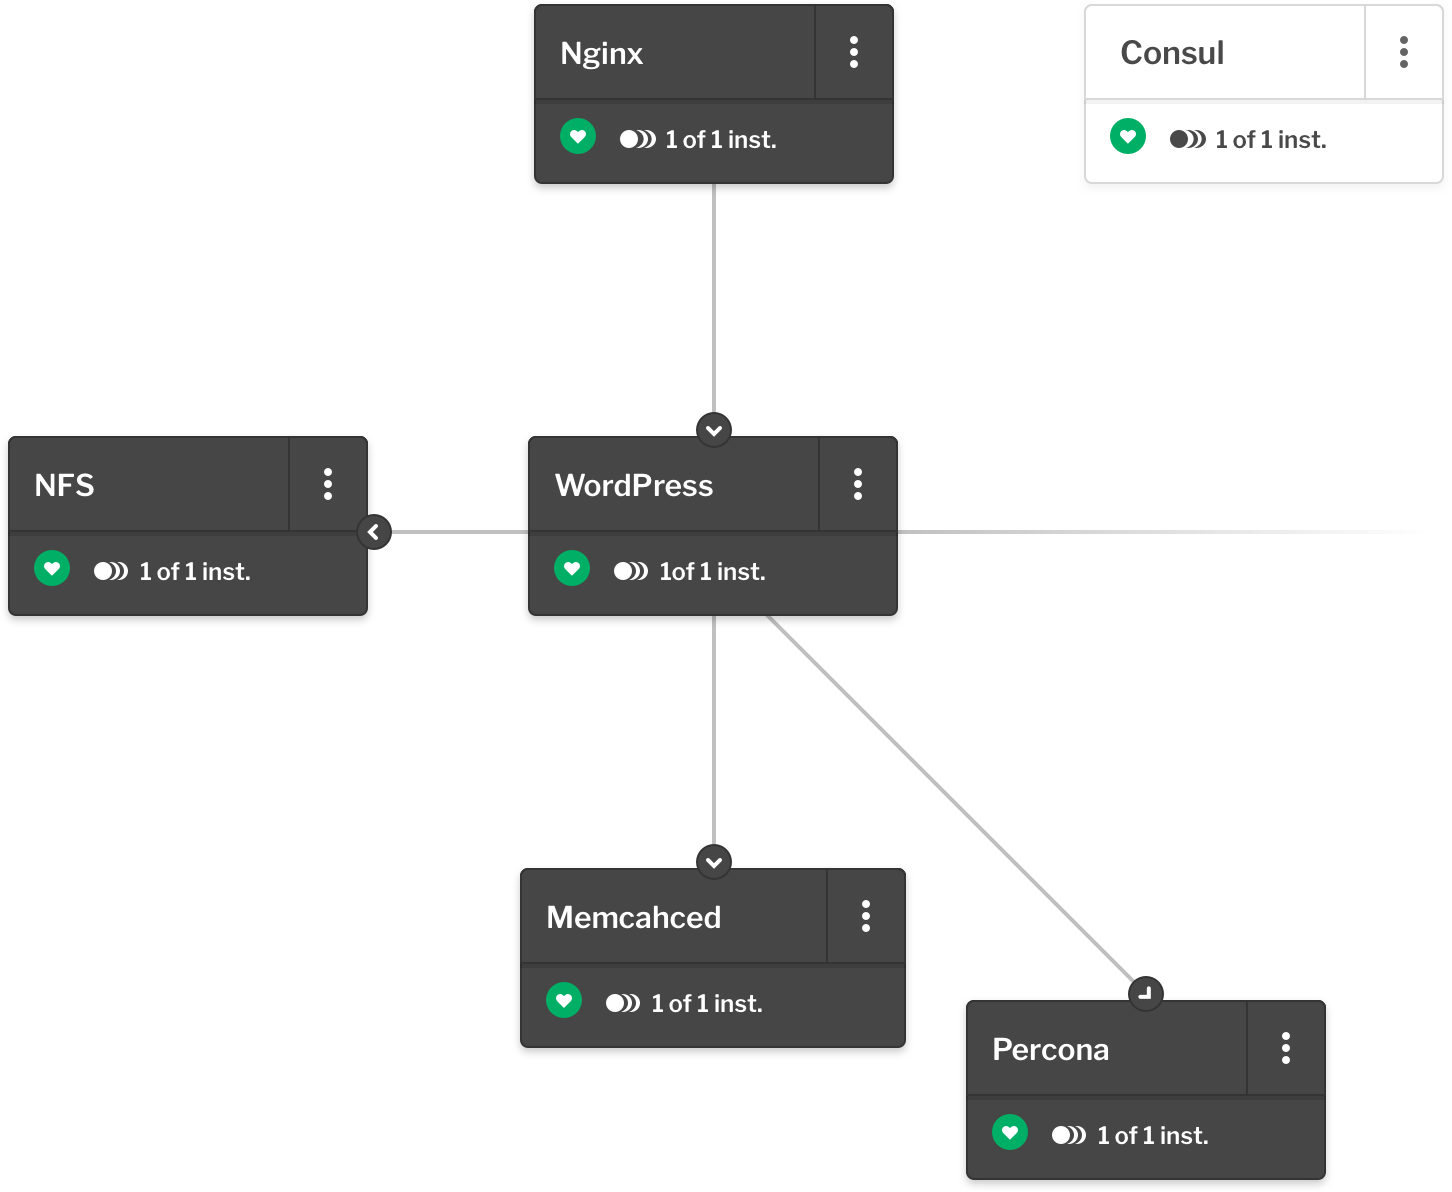 Nginx
1 of 1 inst.
Consul
1 of 1 inst.
NFS
1 of 1 inst.
WordPress
1of 1 inst.
Memcahced
1 of 1 inst.
Percona
1 of 1 inst.